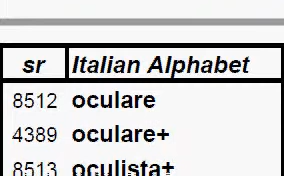 sr Italian Alphabet
8512 oculare
4389 oculare+
8513 oculista+